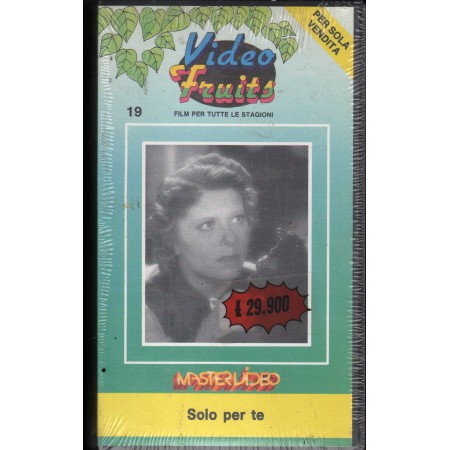 PER SOLA
VENDITA
Video
Fruits
19
FILM PER TUTTE LE STAGIONI
£ 29.900
MASTERVIDEO
Solo per te